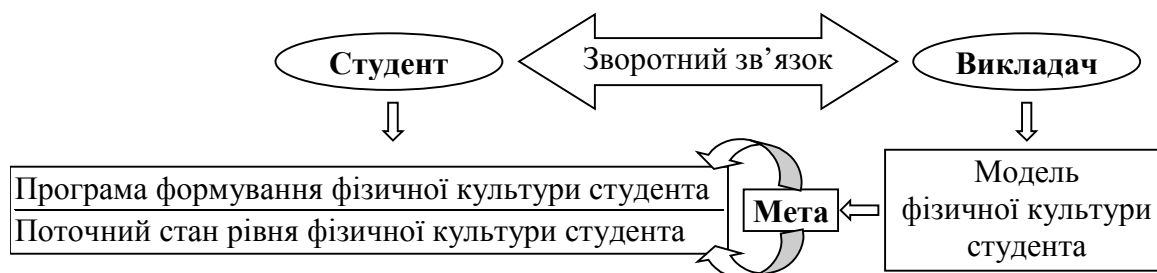 Студент
Зворотний зв’язок
Викладач
Програма формування фізичної культури студента
Поточний стан рівня фізичної культури студента
Мета
Модель
фізичної культури
студента